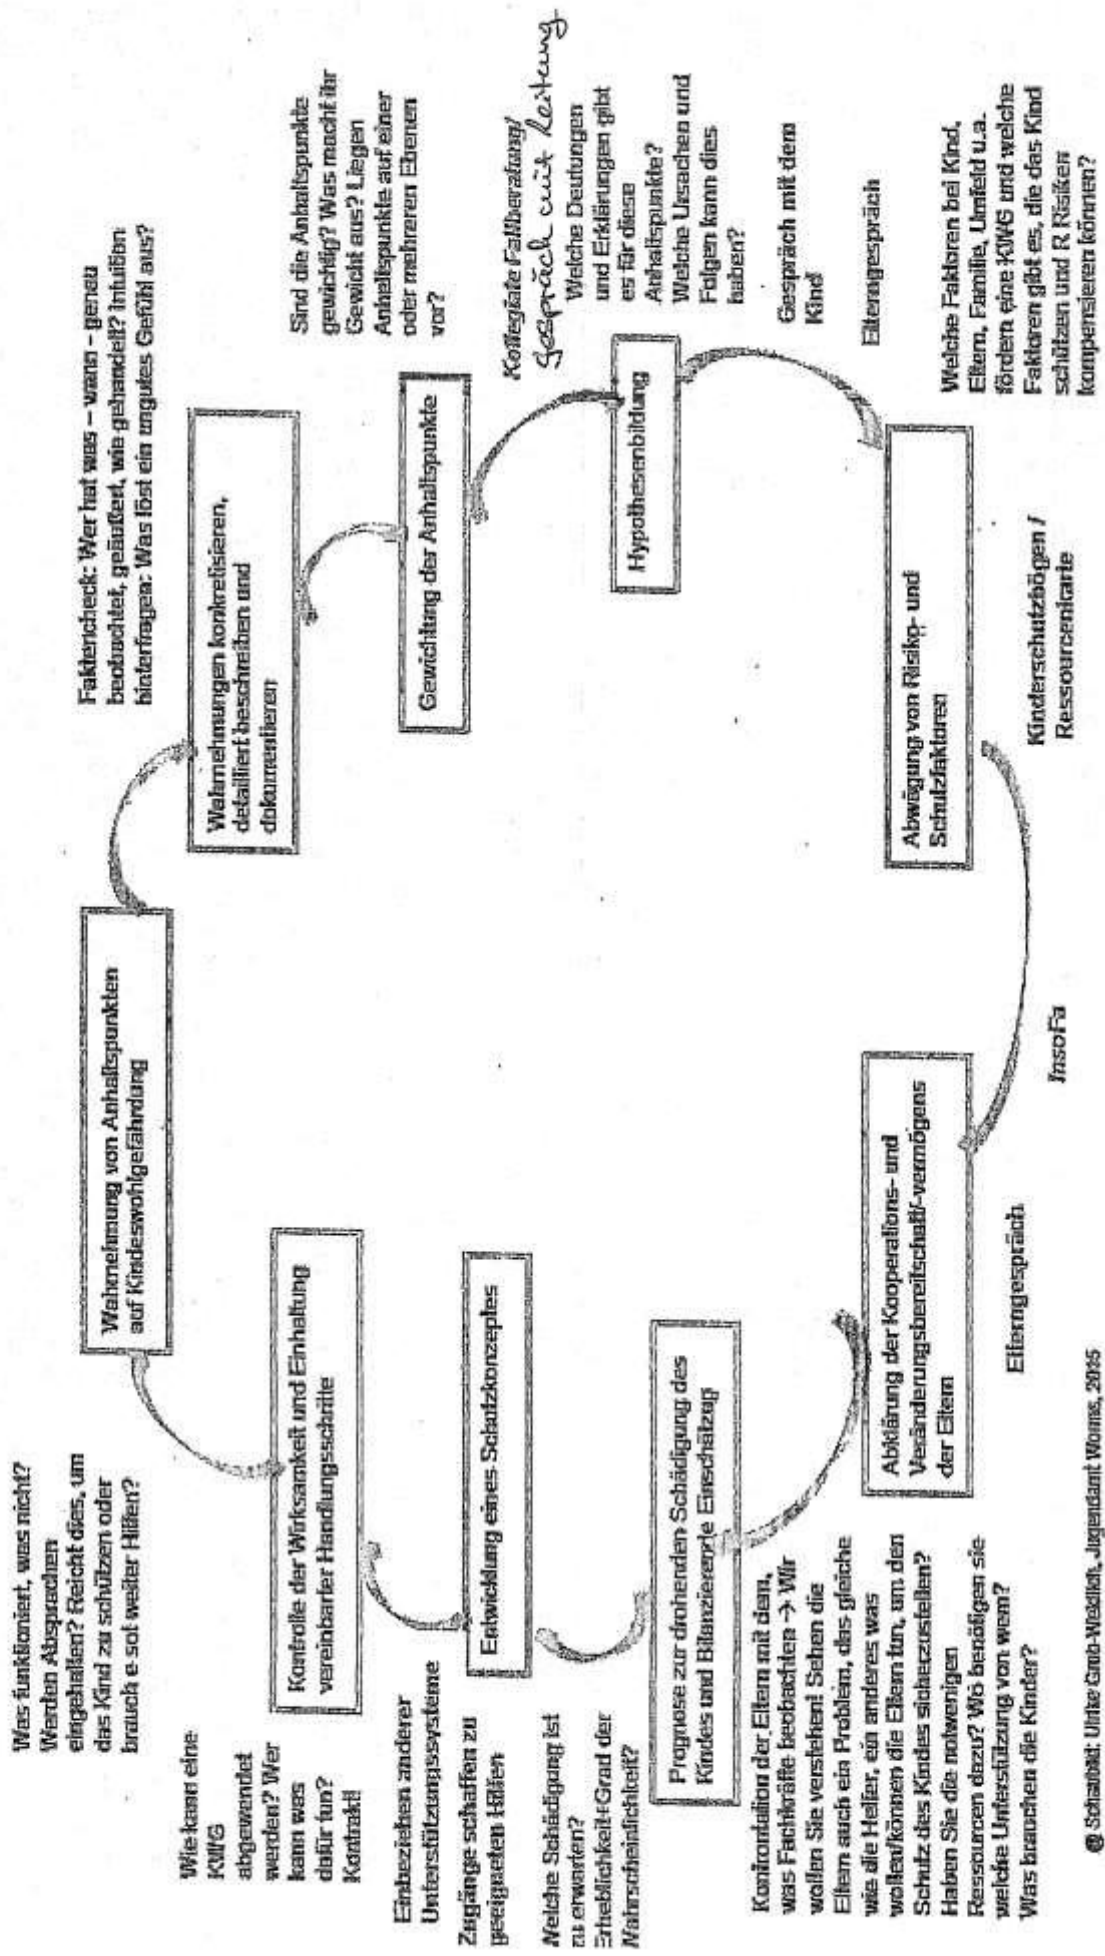 Wahrnehmung von Anhaltspunkten
auf Kindeswohlgefährdung
Faktencheck: Wer hat was – wann - genau
beobachtet, geäußert, wie gehandelt? Intuition
hinterfragen: Was löst ein ungutes Gefühl aus?
Wahrnehmungen konkretisieren,
detailliert beschreiben und
dokumentieren
Sind die Anhaltspunkte
gewichtig? Was macht ihr
Gewicht aus? Liegen
Anhaltspunkte auf einer
oder mehreren Ebenen
vor?
Gewichtung der Anhaltspunkte
Kollegiale Fallberatung/
Gespräch mit Leitung
Welche Deutungen
und Erklärungen gibt
es für diese
Anhaltspunkte?
Welche Ursachen und
Folgen kann dies
haben?
Hypothesenbildung
Gespräch mit dem
Kind
Elterngespräch
Welche Faktoren bei Kind,
Eltern, Familie, Umfeld u.a.
fördern eine KWG und welche
Faktoren gibt es, die das Kind
schützen und R Risiken
kompensieren können?
Abwägung von Risiko- und
Schutzfaktoren
Kinderschutzbögen /
Ressourcenkarte
InsoFa
Abklärung der Kooperations- und
Veränderungsbereitschaft/-vermögens
der Eltern
Elterngespräch
Konfrontation der Eltern mit dem,
was Fachkräfte beobachten → Wir
wollen Sie verstehen! Sehen die
Eltern auch ein Problem, das gleiche
wie die Helfer, ein anderes was
wollen/können die Eltern tun, um den
Schutz des Kindes sicherzustellen?
Haben Sie die notwenigen
Ressourcen dazu? Wo benötigen sie
welche Unterstützung von wem?
Was brauchen die Kinder?
Prognose zur drohenden Schädigung des
Kindes und Bilanzierende Einschätzug
Welche Schädigung ist
zu erwarten?
Erheblichkeit+Grad der
Wahrscheinlichkeit?
Entwicklung eines Schutzkonzeptes
Einbeziehen anderer
Unterstützungssysteme
Zugänge schaffen zu
geeigneten Hilfen
Wie kann eine
KWG
abgewendet
werden? Wer
kann was
dafür tun?
Kontrakt!
Kontrolle der Wirksamkeit und Einhaltung
vereinbarter Handlungsschritte
Was funktioniert, was nicht?
Werden Absprachen
eingehalten? Reicht dies, um
das Kind zu schützen oder
brauch e sot weiter Hilfen?
@ Schaubild: Ulrike Grub-Weidlich, Jugendamt Worms, 2015